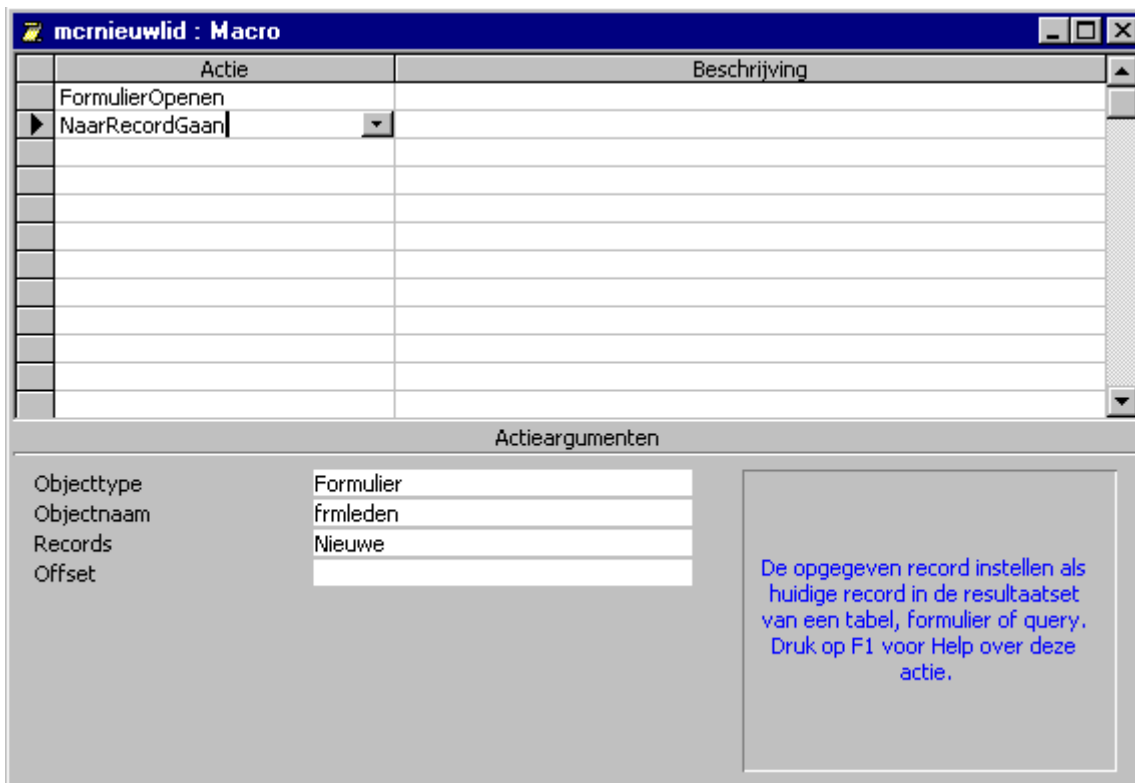 mcrnieuwlid : Macro
Actie Beschrijving
FormulierOpenen
NaarRecordGaan
Actieargumenten
Objecttype Formulier
Objectnaam frmleden
Records Nieuwe
Offset
De opgegeven record instellen als
huidige record in de resultaatset
van een tabel, formulier of query.
Druk op F1 voor Help over deze
actie.